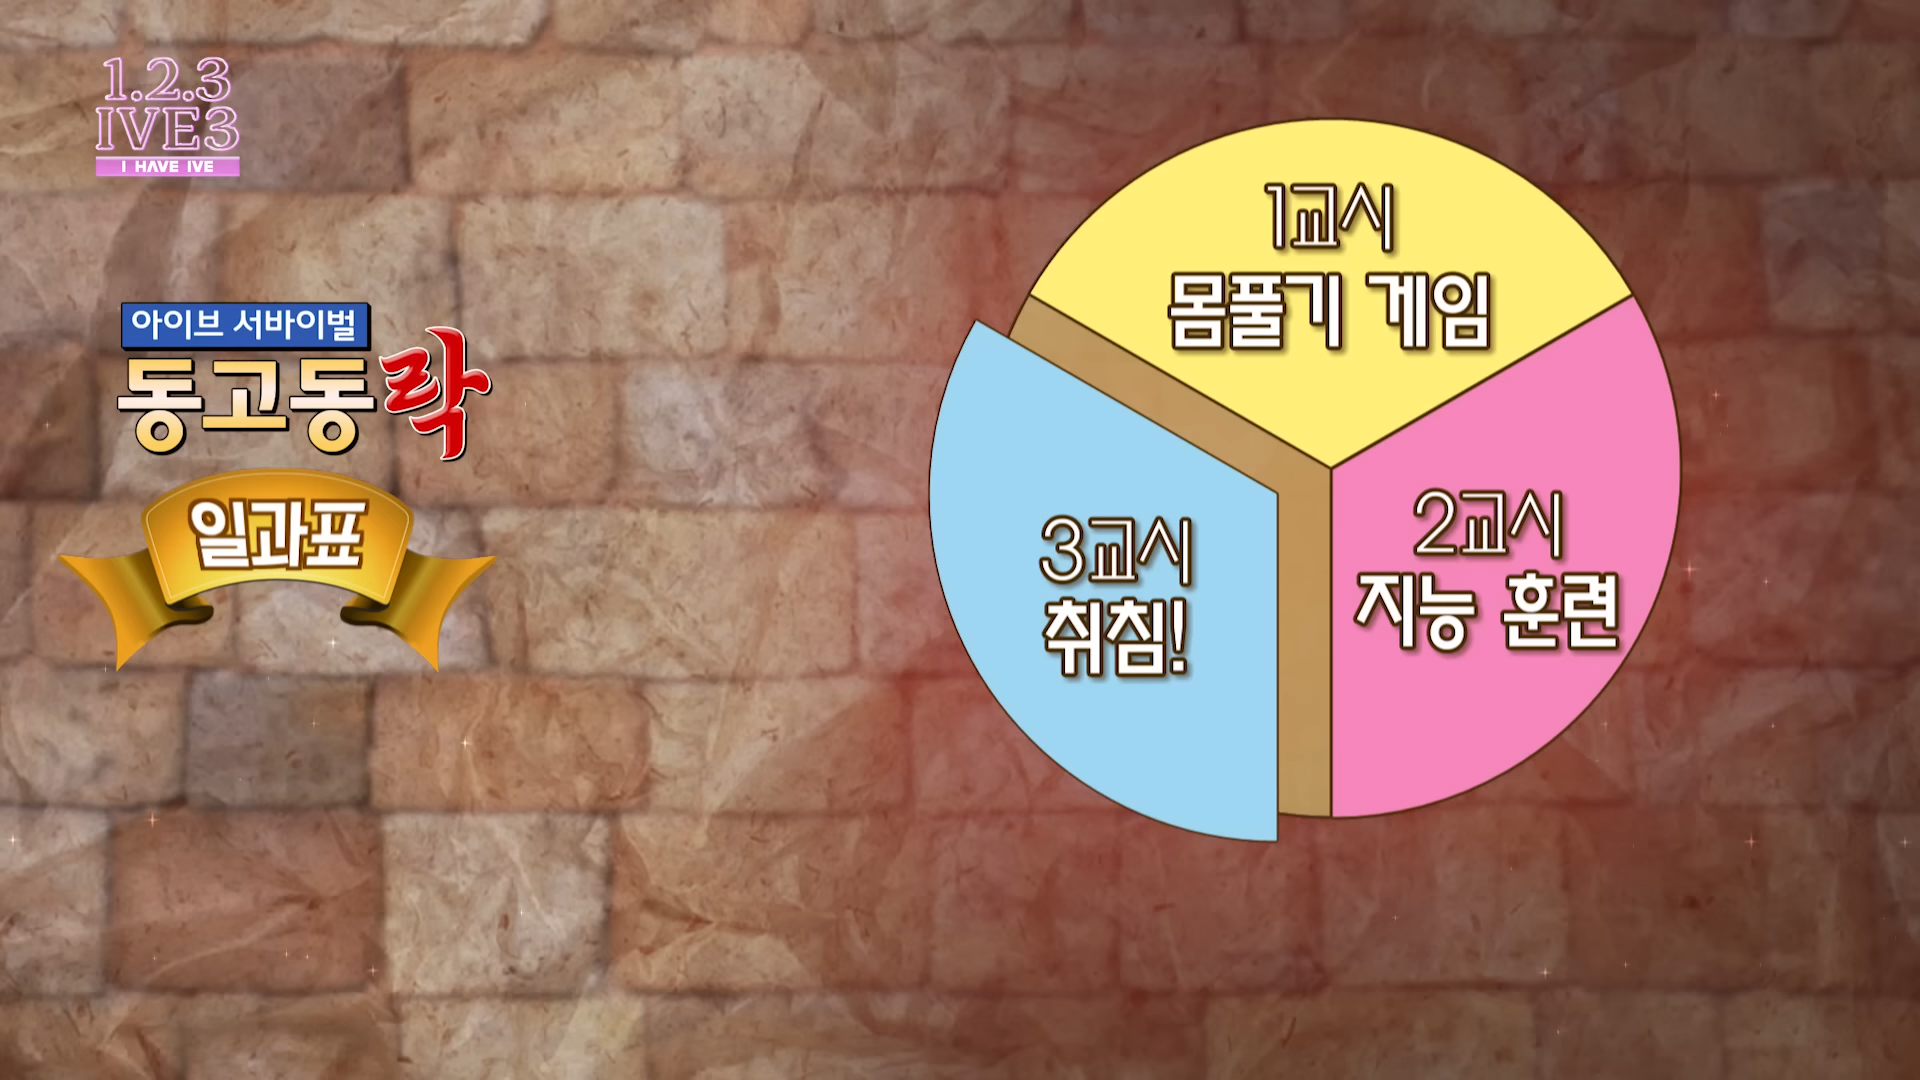 1.2.3
IVE3
I HAVE IVE
아이브 서바이벌
동고동락
일과표
1교시
몸풀기 게임
2교시
지능 훈련
3교시
취침!